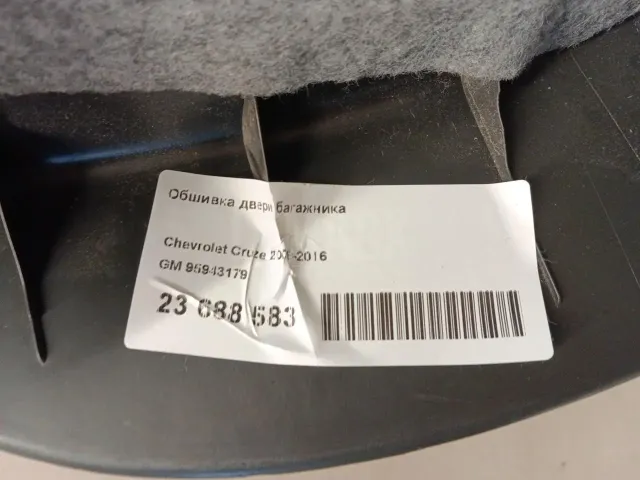 Обшивка двери багажника
Chevrolet Cruze -2016
GM 95943179
23 688 583